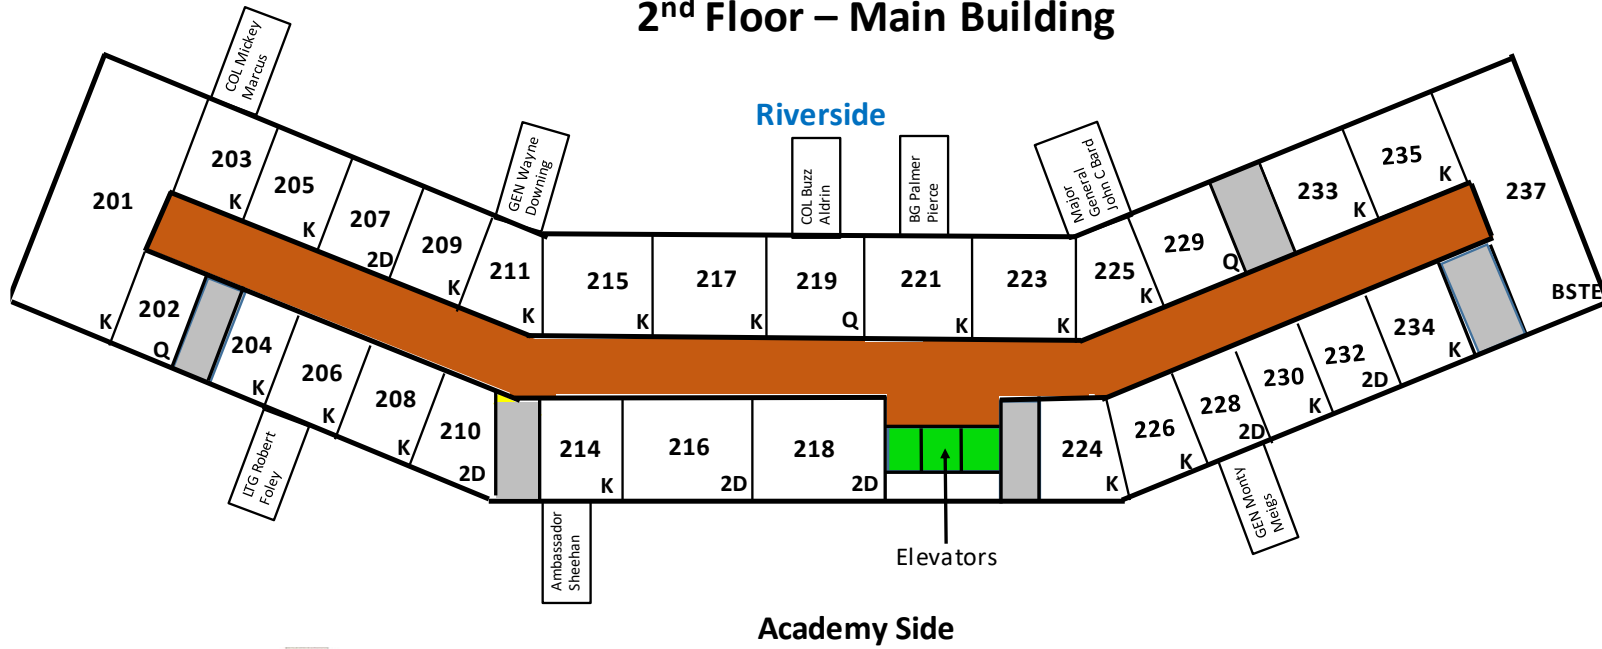 2nd Floor – Main Building
Riverside
COL Mickey
Marcus
GEN Wayne
Downing
COL Buzz
Aldrin
BG Palmer
Pierce
Major
General
John C Bard
201
K
203
K
205
K
207
2D
209
K
211
K
215
K
217
K
219
Q
221
K
223
K
225
K
229
Q
233
K
235
K
237
BSTE
202
Q
204
K
206
K
208
K
210
2D
214
K
216
2D
218
2D
224
K
226
K
228
2D
230
K
232
2D
234
K
LTG Robert
Foley
Ambassador
Sheehan
Elevators
GEN Monty
Meigs
Academy Side